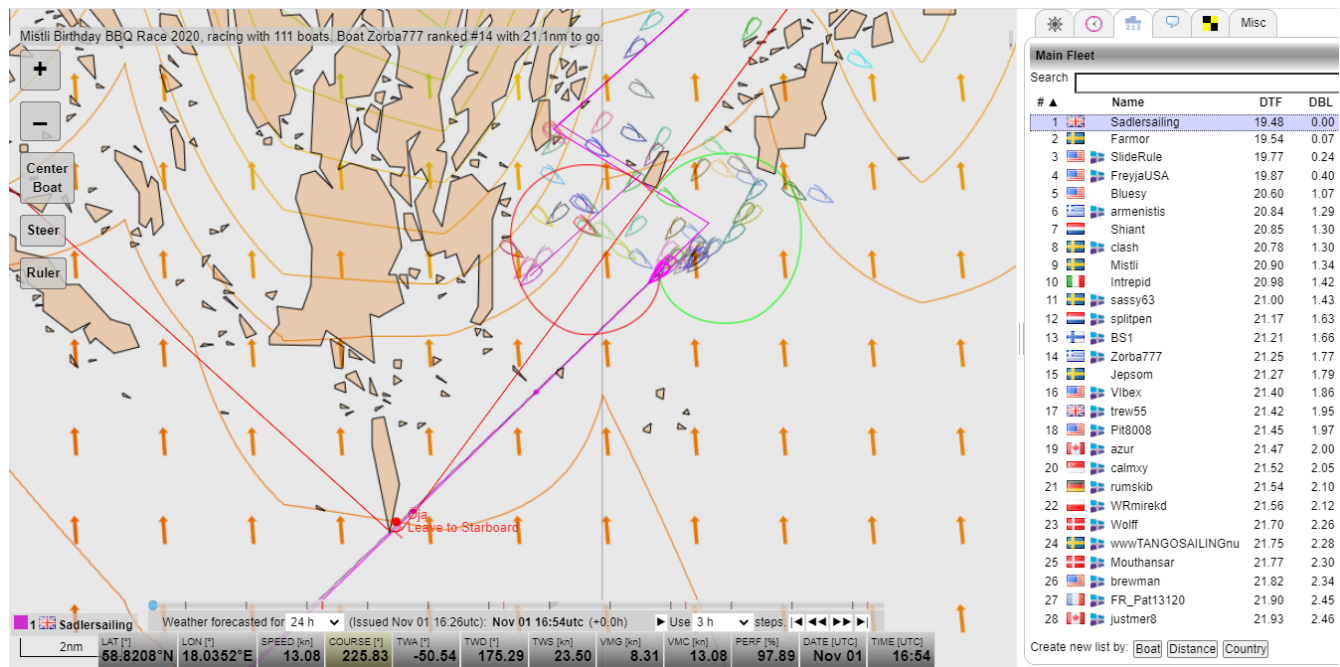 Misc
Mistli Birthday BBQ Race 2020, racing with 111 boats. Boat Zorba777 ranked #14 with 21.1nm to go.
+
−
Center
Boat
Steer
Ruler
Oja
Leave to Starboard
1 Sadlersailing
Weather forecasted for 24 h (Issued Nov 01 16:26utc): Nov 01 16:54utc (+0.0h) Use 3 h steps.
2nm
LAT [°] LON [°] SPEED [kn] COURSE [°] TWA [°] TWD [°] TWS [kn] VMG [kn] VMC [kn] PERF [%] DATE [UTC] TIME [UTC]
58.8208°N 18.0352°E 13.08 225.83 -50.54 175.29 23.50 8.31 13.08 97.89 Nov 01 16:54
Main Fleet
Search
# ▲ Name DTF DBL
1 Sadlersailing 19.48 0.00
2 Farmor 19.54 0.07
3 SlideRule 19.77 0.24
4 FreyjaUSA 19.87 0.40
5 Bluesy 20.60 1.07
6 armenistis 20.84 1.29
7 Shiant 20.85 1.30
8 clash 20.78 1.30
9 Mistli 20.90 1.34
10 Intrepid 20.98 1.42
11 sassy63 21.00 1.43
12 splitpen 21.17 1.63
13 BS1 21.21 1.66
14 Zorba777 21.25 1.77
15 Jepsom 21.27 1.79
16 VIbex 21.40 1.86
17 trew55 21.42 1.95
18 Pit8008 21.45 1.97
19 azur 21.47 2.00
20 calmxy 21.52 2.05
21 rumskib 21.54 2.10
22 WRmirekd 21.56 2.12
23 Wolff 21.70 2.26
24 wwwTANGOSAILINGnu 21.75 2.28
25 Mouthansar 21.77 2.30
26 brewman 21.82 2.34
27 FR_Pat13120 21.90 2.45
28 justmer8 21.93 2.46
Create new list by: Boat Distance Country